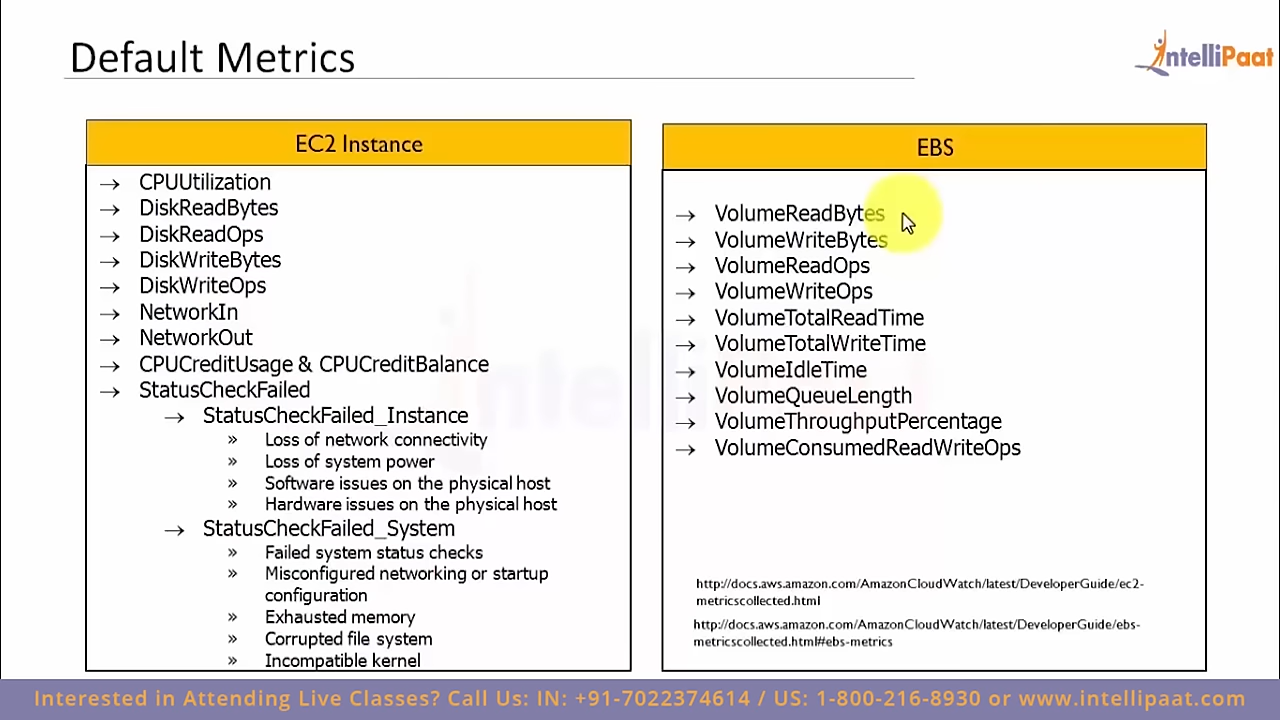 Default Metrics
IntelliPaat
EC2 Instance
→ CPUUtilization
→ DiskReadBytes
→ DiskReadOps
→ DiskWriteBytes
→ DiskWriteOps
→ NetworkIn
→ NetworkOut
→ CPUCreditUsage & CPUCreditBalance
→ StatusCheckFailed
→ StatusCheckFailed_Instance
» Loss of network connectivity
» Loss of system power
» Software issues on the physical host
» Hardware issues on the physical host
→ StatusCheckFailed_System
» Failed system status checks
» Misconfigured networking or startup
configuration
» Exhausted memory
» Corrupted file system
» Incompatible kernel
EBS
→ VolumeReadBytes
→ VolumeWriteBytes
→ VolumeReadOps
→ VolumeWriteOps
→ VolumeTotalReadTime
→ VolumeTotalWriteTime
→ VolumeIdleTime
→ VolumeQueueLength
→ VolumeThroughputPercentage
→ VolumeConsumedReadWriteOps
http://docs.aws.amazon.com/AmazonCloudWatch/latest/DeveloperGuide/ec2-
metricscollected.html
http://docs.aws.amazon.com/AmazonCloudWatch/latest/DeveloperGuide/ebs-
metricscollected.html#ebs-metrics
Interested in Attending Live Classes? Call Us: IN: +91-7022374614 / US: 1-800-216-8930 or www.intellipaat.com